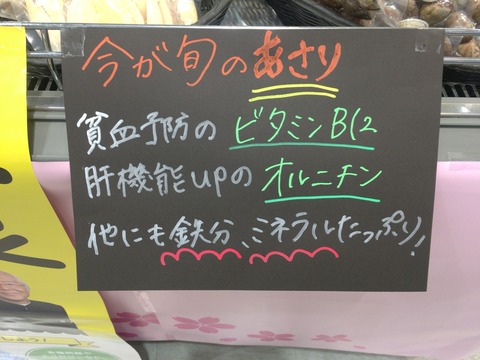 今が旬のあさり
貧血予防のビタミンB12
肝機能upのオルニチン
他にも鉄分、ミネラルたっぷり!